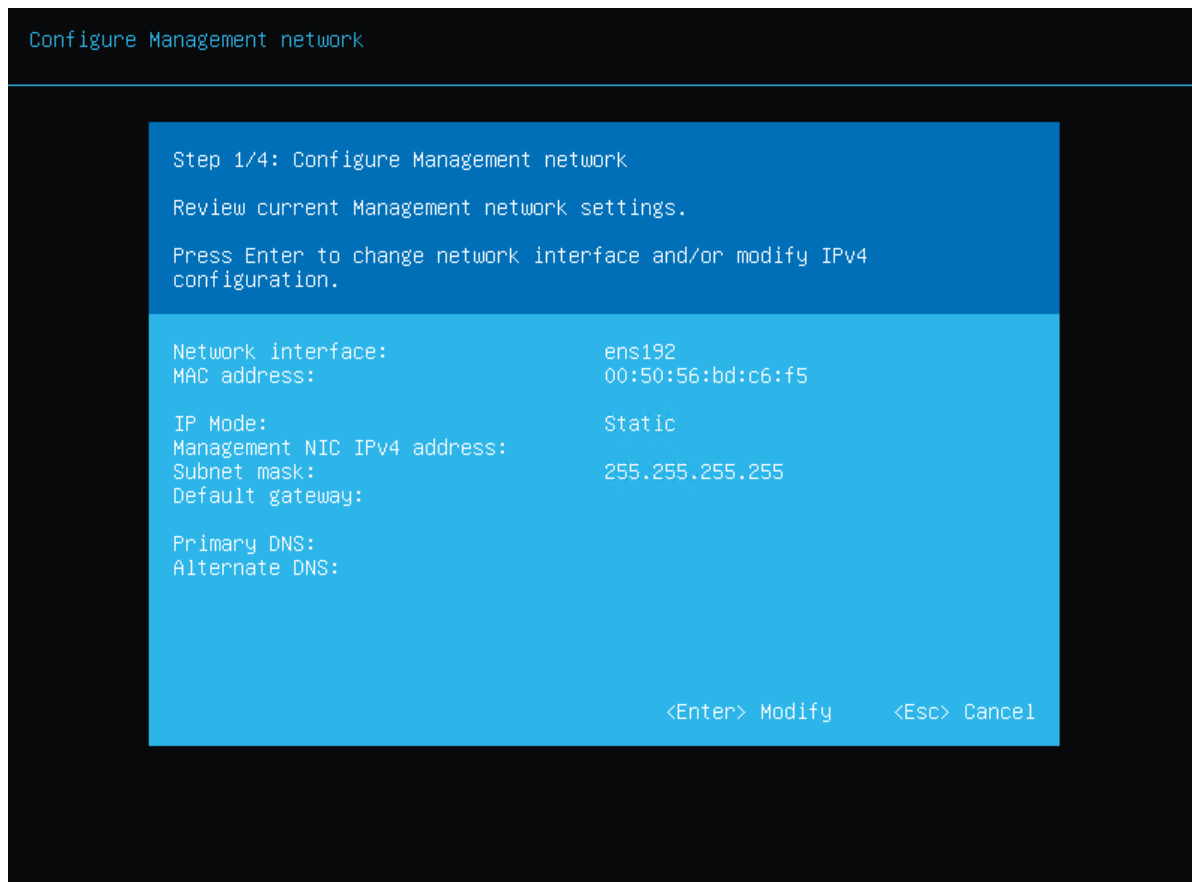 Configure Management network
Step 1/4: Configure Management network
Review current Management network settings.
Press Enter to change network interface and/or modify IPv4
configuration.
Network interface: ens192
MAC address: 00:50:56:bd:c6:f5
IP Mode: Static
Management NIC IPv4 address:
Subnet mask: 255.255.255.255
Default gateway:
Primary DNS:
Alternate DNS:
<Enter> Modify <Esc> Cancel